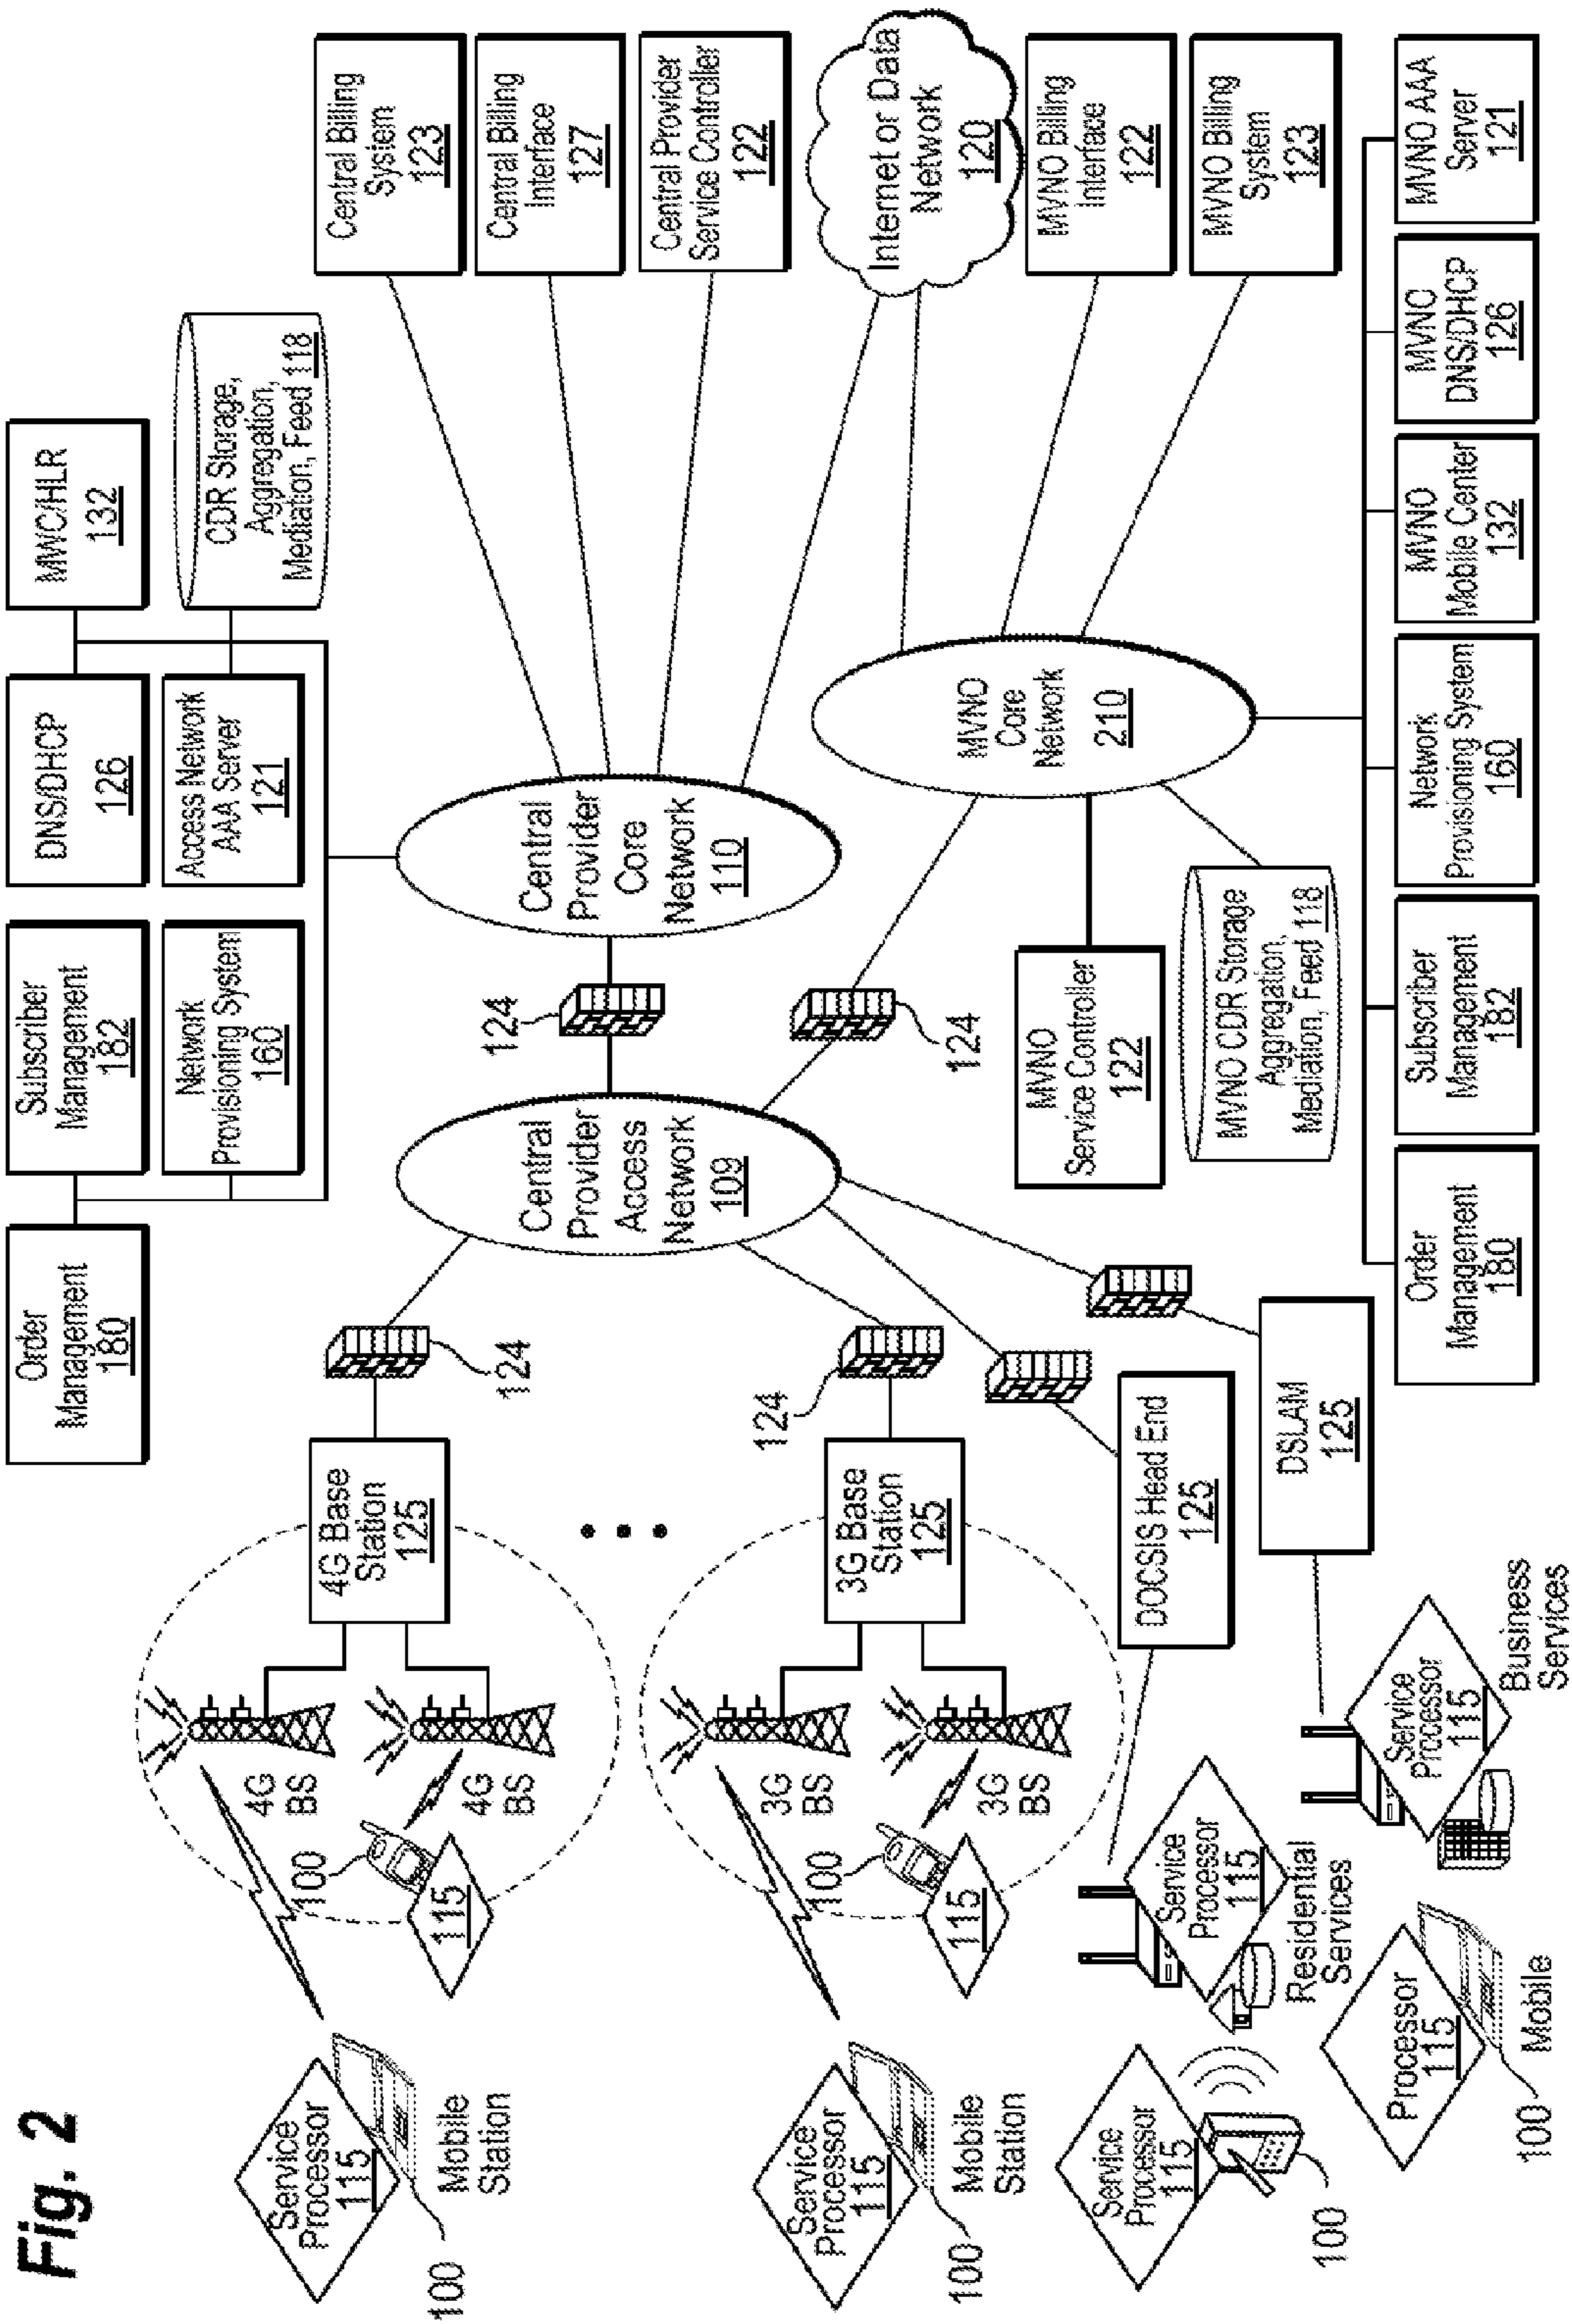 Fig. 2
Order
Management
180
Subscriber
Management
182
DNS/DHCP
126
MWC/HLR
132
Network
Provisioning System
160
Access Network
AAA Server
121
CDR Storage,
Aggregation,
Mediation, Feed 118
Service
Processor
115
100
Mobile
Station
4G
BS
100
115
4G
BS
4G Base
Station
125
124
Central
Provider
Access
Network
109
124
Central
Provider
Core
Network
110
Central Billing
System
123
Central Billing
Interface
127
Central Provider
Service Controller
122
Internet or Data
Network
120
Service
Processor
115
100
Mobile
Station
3G
BS
100
115
3G
BS
3G Base
Station
125
124
124
MVNO
Core
Network
210
MVNO Billing
Interface
122
MVNO Billing
System
123
MVNO
Service Controller
122
MVNO CDR Storage
Aggregation,
Mediation, Feed 118
Service
Processor
115
100
Service
Processor
115
Residential
Services
DOCSIS Head End
125
DSLAM
125
Processor
115
100
Mobile
Service
Processor
115
Business
Services
Order
Management
180
Subscriber
Management
182
Network
Provisioning System
160
MVNO
Mobile Center
132
MVNO
DNS/DHCP
126
MVNO AAA
Server
121